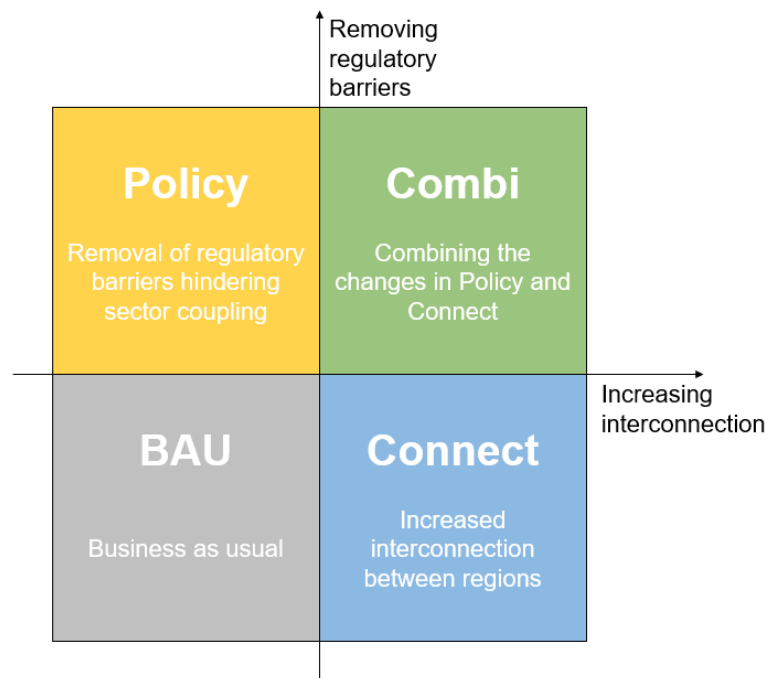 Removing
regulatory
barriers
Policy
Removal of regulatory
barriers hindering
sector coupling
Combi
Combining the
changes in Policy and
Connect
Increasing
interconnection
BAU
Business as usual
Connect
Increased
interconnection
between regions